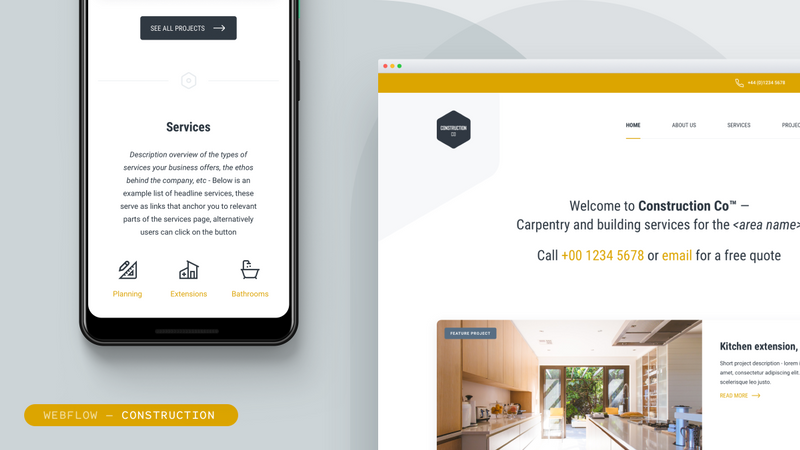 SEE ALL PROJECTS
Services
Description overview of the types of
services your business offers, the ethos
behind the company, etc - Below is an
example list of headline services, these
serve as links that anchor you to relevant
parts of the services page, alternatively
users can click on the button
Planning
Extensions
Bathrooms
WEBFLOW — CONSTRUCTION
+44 (0)1234 5678
CONSTRUCTION
CO
HOME
ABOUT US
SERVICES
PROJEC
Welcome to Construction Co™ —
Carpentry and building services for the <area name>
Call +00 1234 5678 or email for a free quote
FEATURE PROJECT
Kitchen extension,
Short project description - lorem i
amet, consectetur adipiscing elit.
scelerisque leo justo.
READ MORE